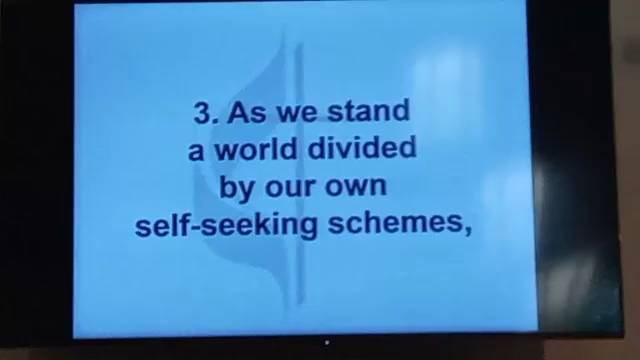 3. As we stand
a world divided
by our own
self-seeking schemes,